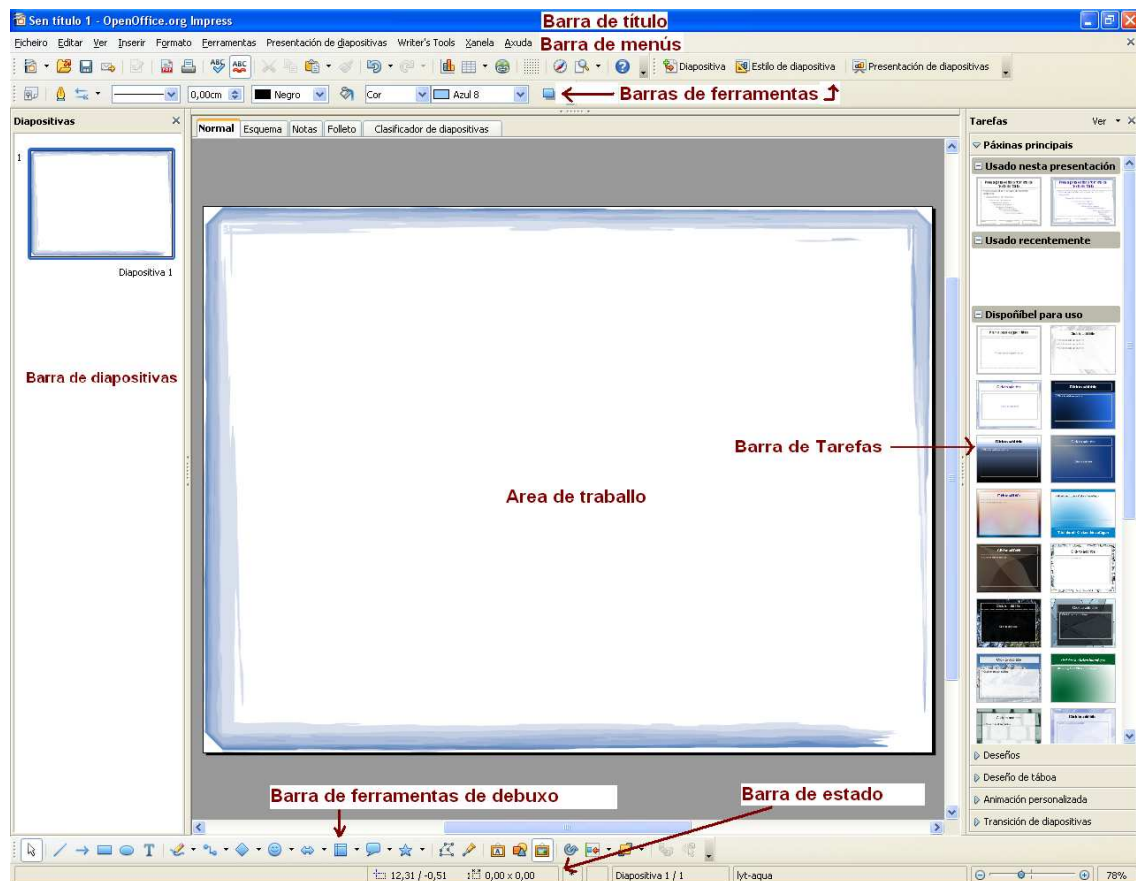 Sen título 1 - OpenOffice.org Impress
Barra de título
Ficheiro Editar Ver Inserir Formato Ferramentas Presentación de diapositivas Writer's Tools Xanela Axuda
Barra de menús
Diapositiva Estilo de diapositiva Presentación de diapositivas
0,00cm Negro Cor Azul 8
Barras de ferramentas
Diapositivas
Normal Esquema Notas Folleto Clasificador de diapositivas
Tarefas Ver
Páxinas principais
Usado nesta presentación
1
Diapositiva 1
Usado recentemente
Dispoñíbel para uso
Barra de diapositivas
Barra de Tarefas
Area de traballo
Deseños
Deseño de táboa
Animación personalizada
Transición de diapositivas
Barra de ferramentas de debuxo
Barra de estado
12,31 / -0,51 0,00 x 0,00 * Diapositiva 1 / 1 lyt-aqua 78%